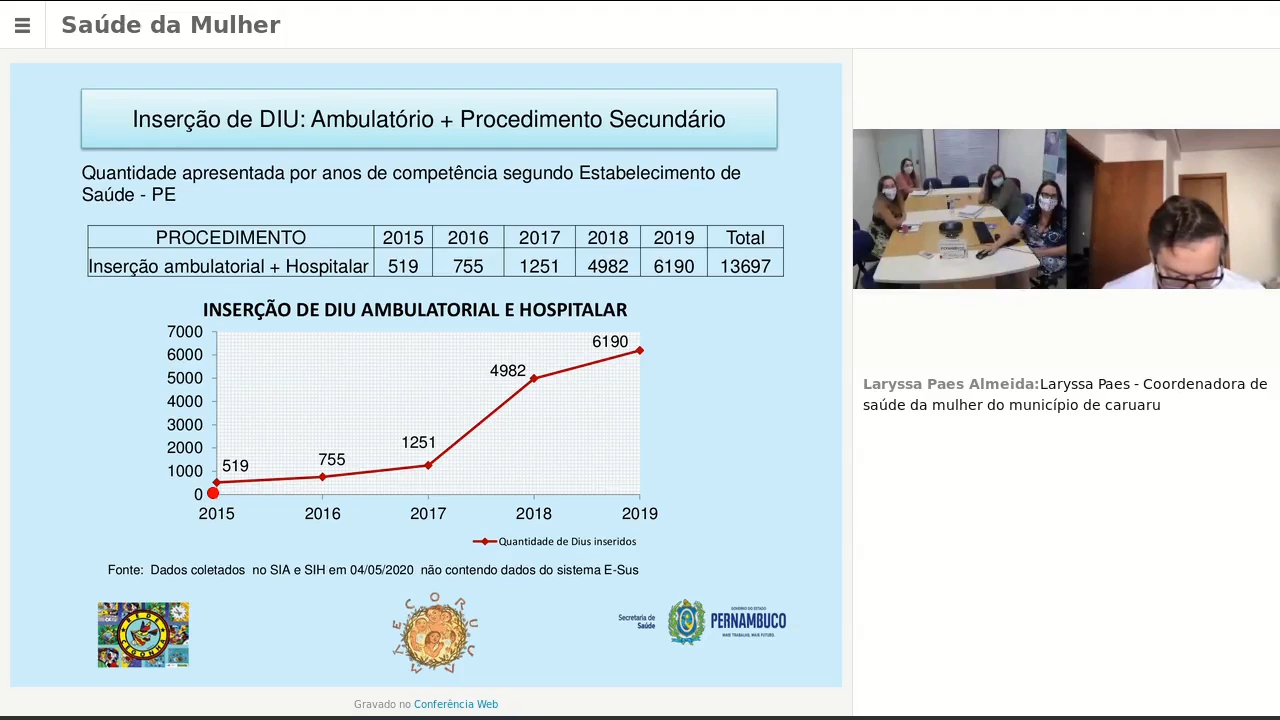 Saúde da Mulher
Inserção de DIU: Ambulatório + Procedimento Secundário
Quantidade apresentada por anos de competência segundo Estabelecimento de
Saúde - PE
PROCEDIMENTO 2015 2016 2017 2018 2019 Total
Inserção ambulatorial + Hospitalar 519 755 1251 4982 6190 13697
INSERÇÃO DE DIU AMBULATORIAL E HOSPITALAR
7000
6000
5000
4000
3000
2000
1000
0
519
755
1251
4982
6190
2015 2016 2017 2018 2019
Quantidade de Dius inseridos
Fonte: Dados coletados no SIA e SIH em 04/05/2020 não contendo dados do sistema E-Sus
Secretaria de
Saúde
GOVERNO DO ESTADO
PERNAMBUCO
MAIS TRABALHO, MAIS FUTURO.
Gravado no Conferência Web
Laryssa Paes Almeida:Laryssa Paes - Coordenadora de
saúde da mulher do município de caruaru